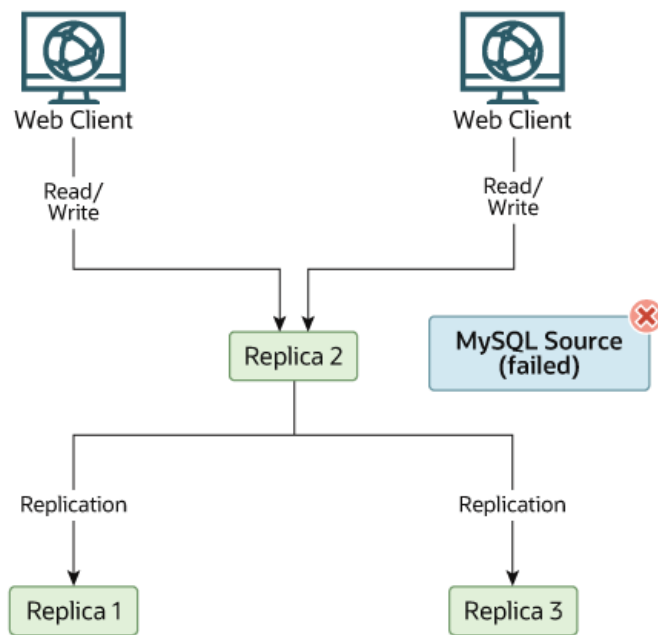 Web Client
Web Client
Read/
Write
Read/
Write
Replica 2
MySQL Source
(failed)
Replication
Replication
Replica 1
Replica 3